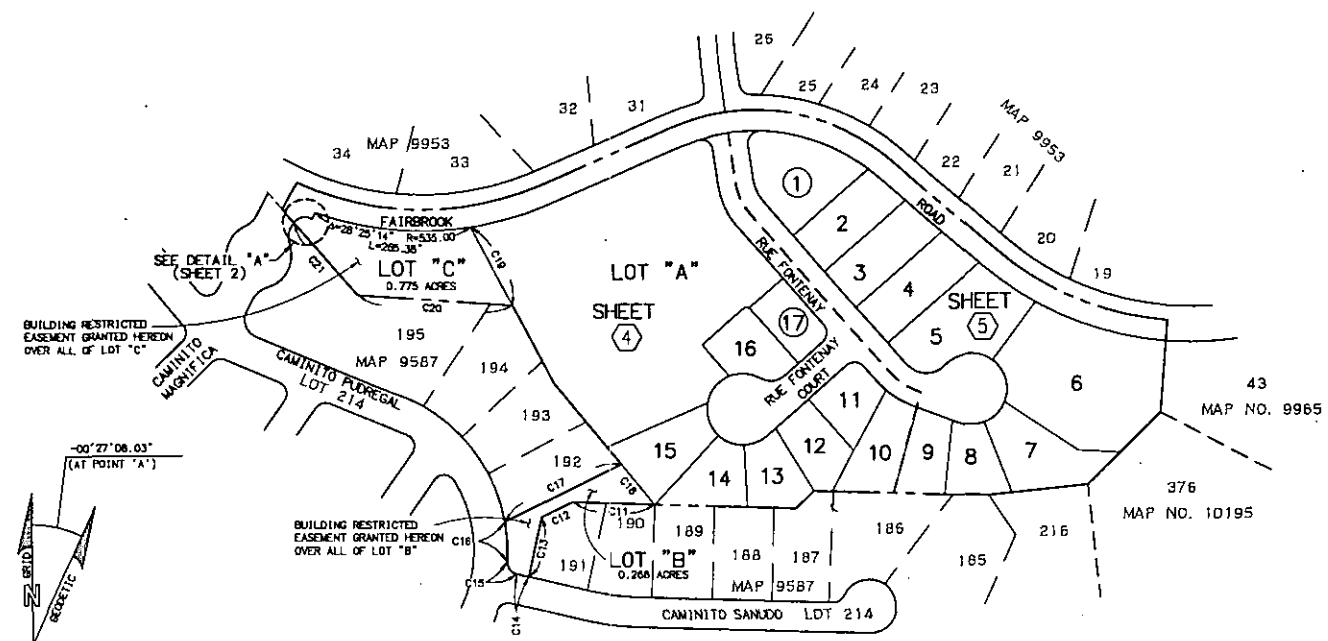 26
25
24
23
MAP 9953
22
21
20
19
32
31
34
MAP 9953
33
FAIRBROOK
ROAD
Δ=28°25'14" R=535.00
SEE DETAIL "A"
(SHEET 2)
C21
LOT "C"
0.775 ACRES
C19
C20
LOT "A"
SHEET
4
1
2
3
4
5
SHEET
5
6
RUE FONTENAY
17
16
RUE FONTENAY
COURT
BUILDING RESTRICTED
EASEMENT GRANTED HEREON
OVER ALL OF LOT "C"
CAMINITO
MAGNIFICA
195
MAP 9587
CAMINITO PUDREGAL
LOT 214
194
193
192
43
MAP NO. 9965
11
15
14
13
12
10
9
8
7
-00°27'08.03"
(AT POINT 'A')
GRID
N
GEODETIC
C17
C18
BUILDING RESTRICTED
EASEMENT GRANTED HEREON
OVER ALL OF LOT "B"
C16
C12
C11
C13
C15
C14
190
189
188
187
186
185
216
191
LOT "B"
MAP 9587
376
MAP NO. 10195
CAMINITO SANUDO LOT 214